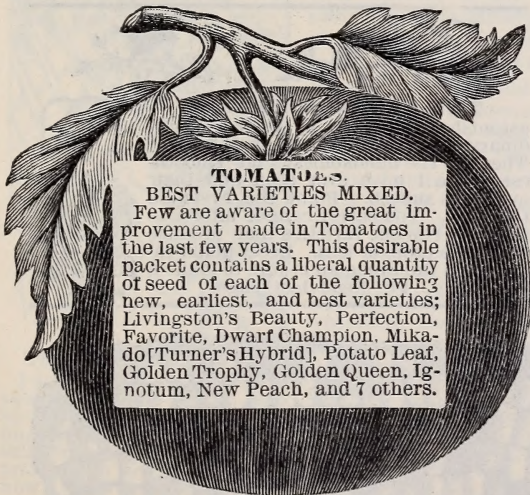 TOMATOES.
BEST VARIETIES MIXED.
Few are aware of the great im-
provement made in Tomatoes in
the last few years. This desirable
packet contains a liberal quantity
of seed of each of the following
new, earliest, and best varieties;
Livingston's Beauty, Perfection,
Favorite, Dwarf Champion, Mika-
do [Turner's Hybrid], Potato Leaf,
Golden Trophy, Golden Queen, Ig-
notum, New Peach, and 7 others.